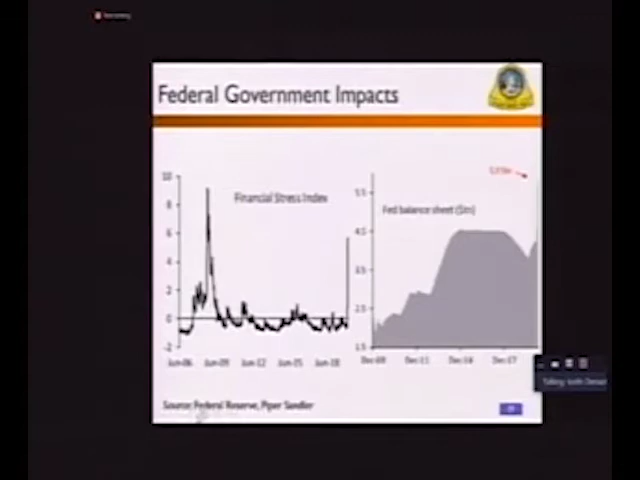 Federal Government Impacts
10
8
6
4
2
0
-2
Financial Stress Index
Jun-06
Jun-09
Jun-12
Jun-15
Jun-18
Fed balance sheet ($tn)
5.5
4.5
3.5
2.5
1.5
Dec-11
Dec-14
Dec-17
Source: Federal Reserve, Piper Sandler